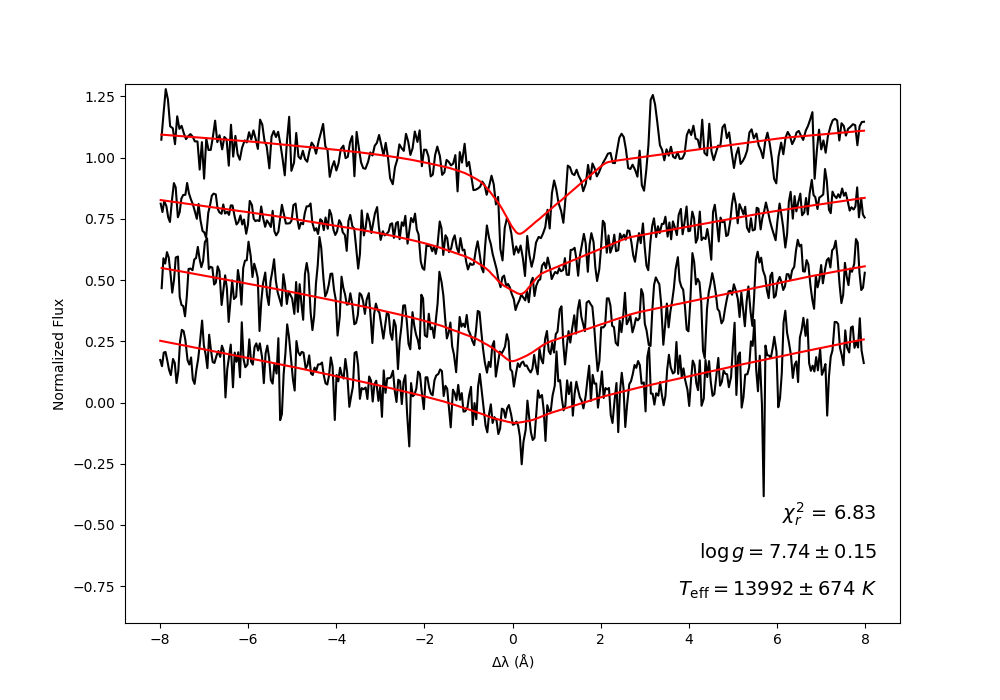 1.25
1.00
0.75
0.50
0.25
0.00
−0.25
−0.50
−0.75
Normalized Flux
χ²ᵣ = 6.83
log g = 7.74 ± 0.15
T_eff = 13992 ± 674 K
−8 −6 −4 −2 0 2 4 6 8
Δλ (Å)